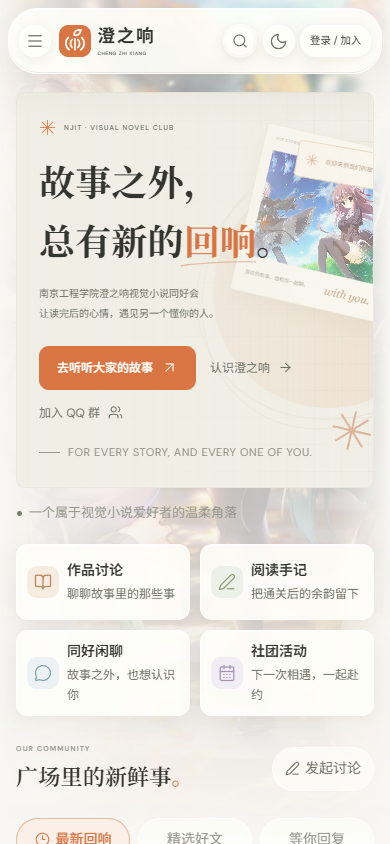 澄之响
CHENG ZHI XIANG
登录 / 加入
NJIT · VISUAL NOVEL CLUB
故事之外，
总有新的回响。
with you.
南京工程学院澄之响视觉小说同好会
让读完后的心情，遇见另一个懂你的人。
去听听大家的故事
认识澄之响
加入 QQ 群
FOR EVERY STORY, AND EVERY ONE OF YOU.
一个属于视觉小说爱好者的温柔角落
作品讨论
聊聊故事里的那些事
阅读手记
把通关后的余韵留下
同好闲聊
故事之外，也想认识
你
社团活动
下一次相遇，一起赴
约
OUR COMMUNITY
广场里的新鲜事。
发起讨论
最新回响
精选好文
等你回复